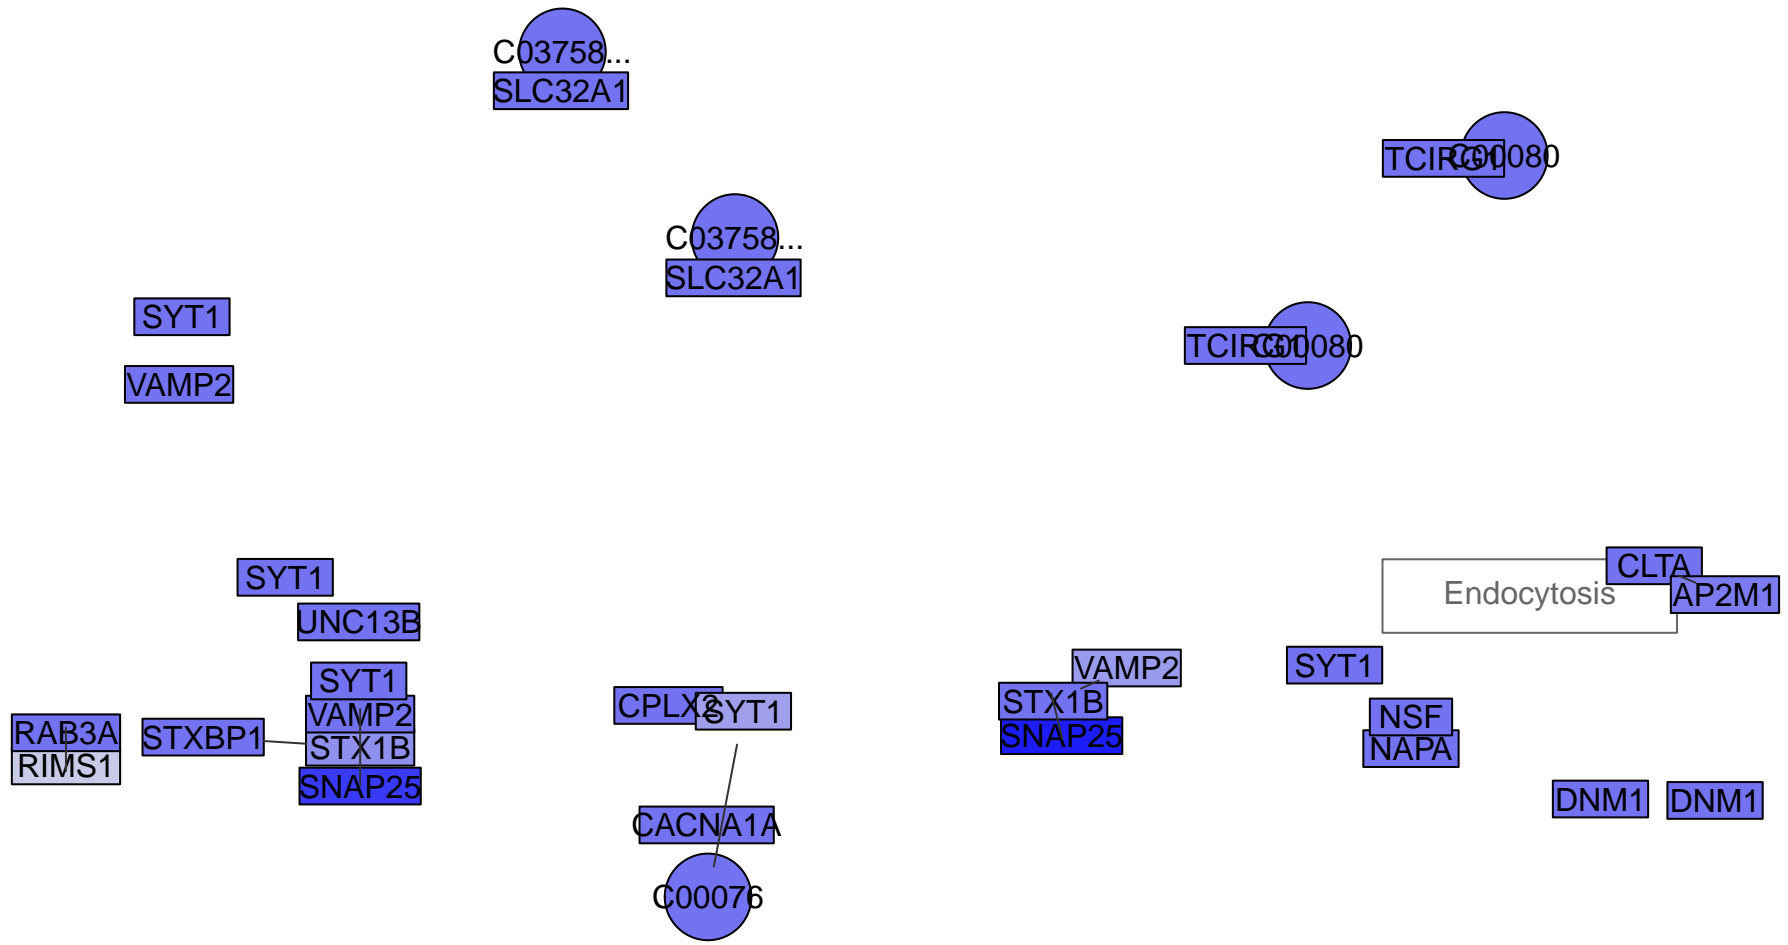 C03758...
SLC32A1
TCIRG1
C00080
C03758...
SLC32A1
SYT1
TCIRG1
C00080
VAMP2
SYT1
UNC13B
CLTA
AP2M1
Endocytosis
SYT1
VAMP2
STX1B
SNAP25
RAB3A
RIMS1
STXBP1
CPLX2
SYT1
VAMP2
STX1B
SNAP25
SYT1
NSF
NAPA
DNM1
DNM1
CACNA1A
C00076